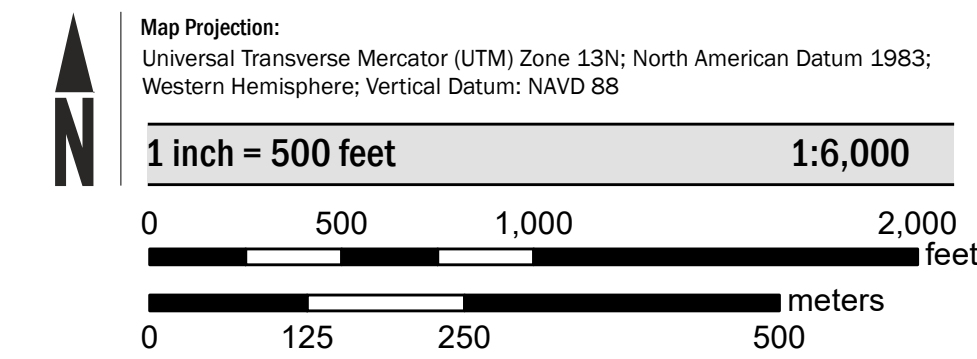 N
Map Projection:
Universal Transverse Mercator (UTM) Zone 13N; North American Datum 1983;
Western Hemisphere; Vertical Datum: NAVD 88
1 inch = 500 feet 1:6,000
0 500 1,000 2,000
feet
meters
0 125 250 500